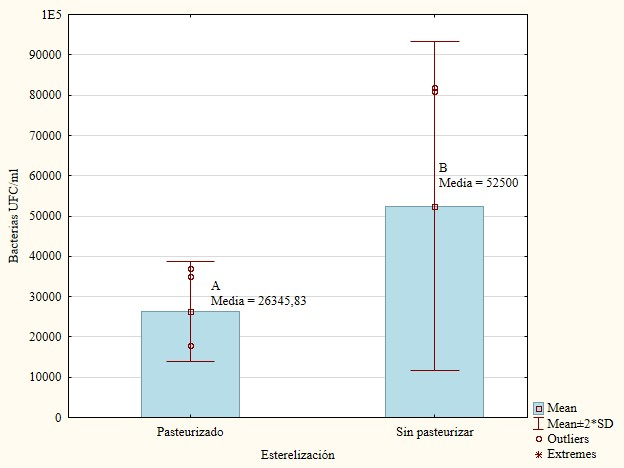 1E5
90000
80000
70000
60000
50000
40000
30000
20000
10000
0
Bacterias UFC/ml
A
Media = 26345,83
B
Media = 52500
Pasteurizado
Sin pasteurizar
Esterelización
Mean
Mean±2*SD
Outliers
Extremes